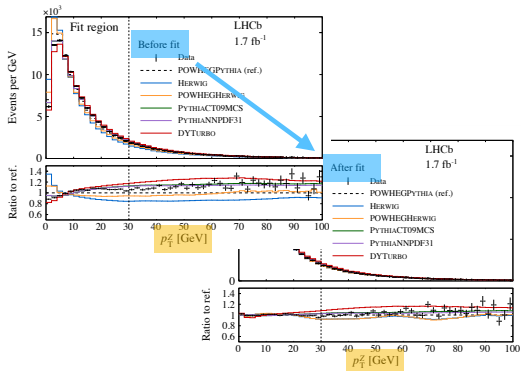 ×10³
Events per GeV
15
10
5
0
Fit region
LHCb
1.7 fb⁻¹
Before fit
Data
POWHEGPYTHIA (ref.)
HERWIG
POWHEGHERWIG
PYTHIACT09MCS
PYTHIANNPDF31
DYTURBO
Ratio to ref.
1.4
1.2
1
0.8
0.6
0 10 20 30 40 50 60 70 80 90 100
p_T^Z [GeV]
LHCb
1.7 fb⁻¹
After fit
Data
POWHEGPYTHIA (ref.)
HERWIG
POWHEGHERWIG
PYTHIACT09MCS
PYTHIANNPDF31
DYTURBO
0
Ratio to ref.
1.4
1.2
1
0.8
0.6
0 10 20 30 40 50 60 70 80 90 100
p_T^Z [GeV]